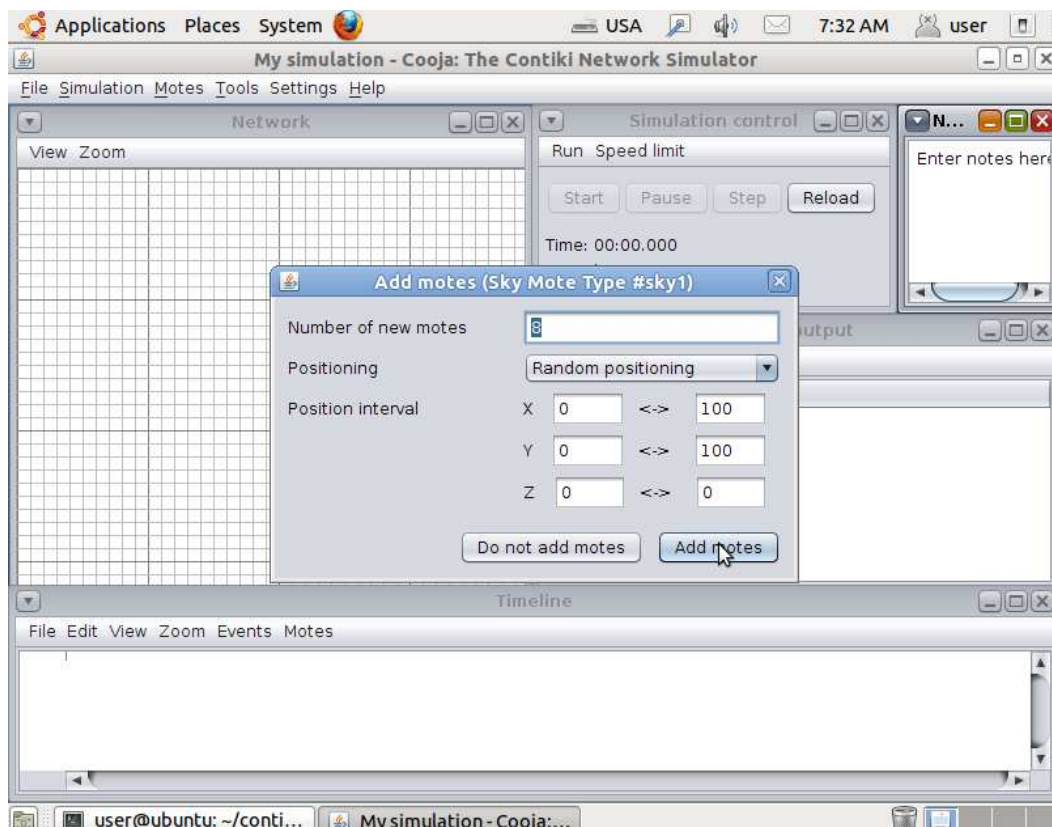 Applications Places System USA 7:32 AM user
My simulation - Cooja: The Contiki Network Simulator
File Simulation Motes Tools Settings Help
Network
View Zoom
Simulation control
Run Speed limit
Start Pause Step Reload
Time: 00:00.000
N...
Enter notes here
Add motes (Sky Mote Type #sky1)
Number of new motes 8
Positioning Random positioning
Position interval X 0 <-> 100
Y 0 <-> 100
Z 0 <-> 0
Do not add motes Add motes
utput
Timeline
File Edit View Zoom Events Motes
user@ubuntu: ~/conti...
My simulation - Cooja:...